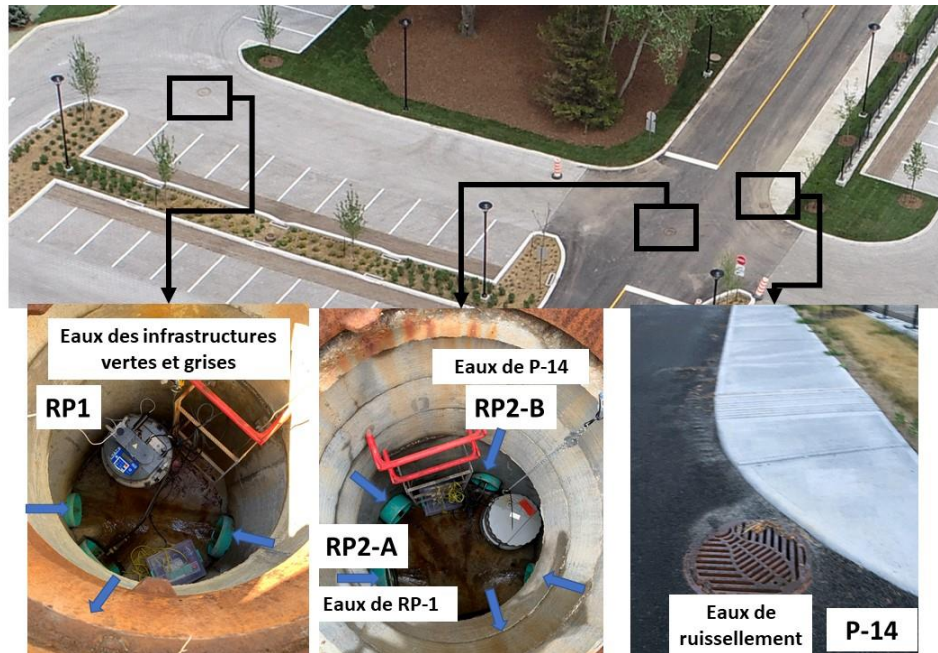 Eaux des infrastructures
vertes et grises
RP1
Eaux de P-14
RP2-B
RP2-A
Eaux de RP-1
Eaux de
ruissellement
P-14